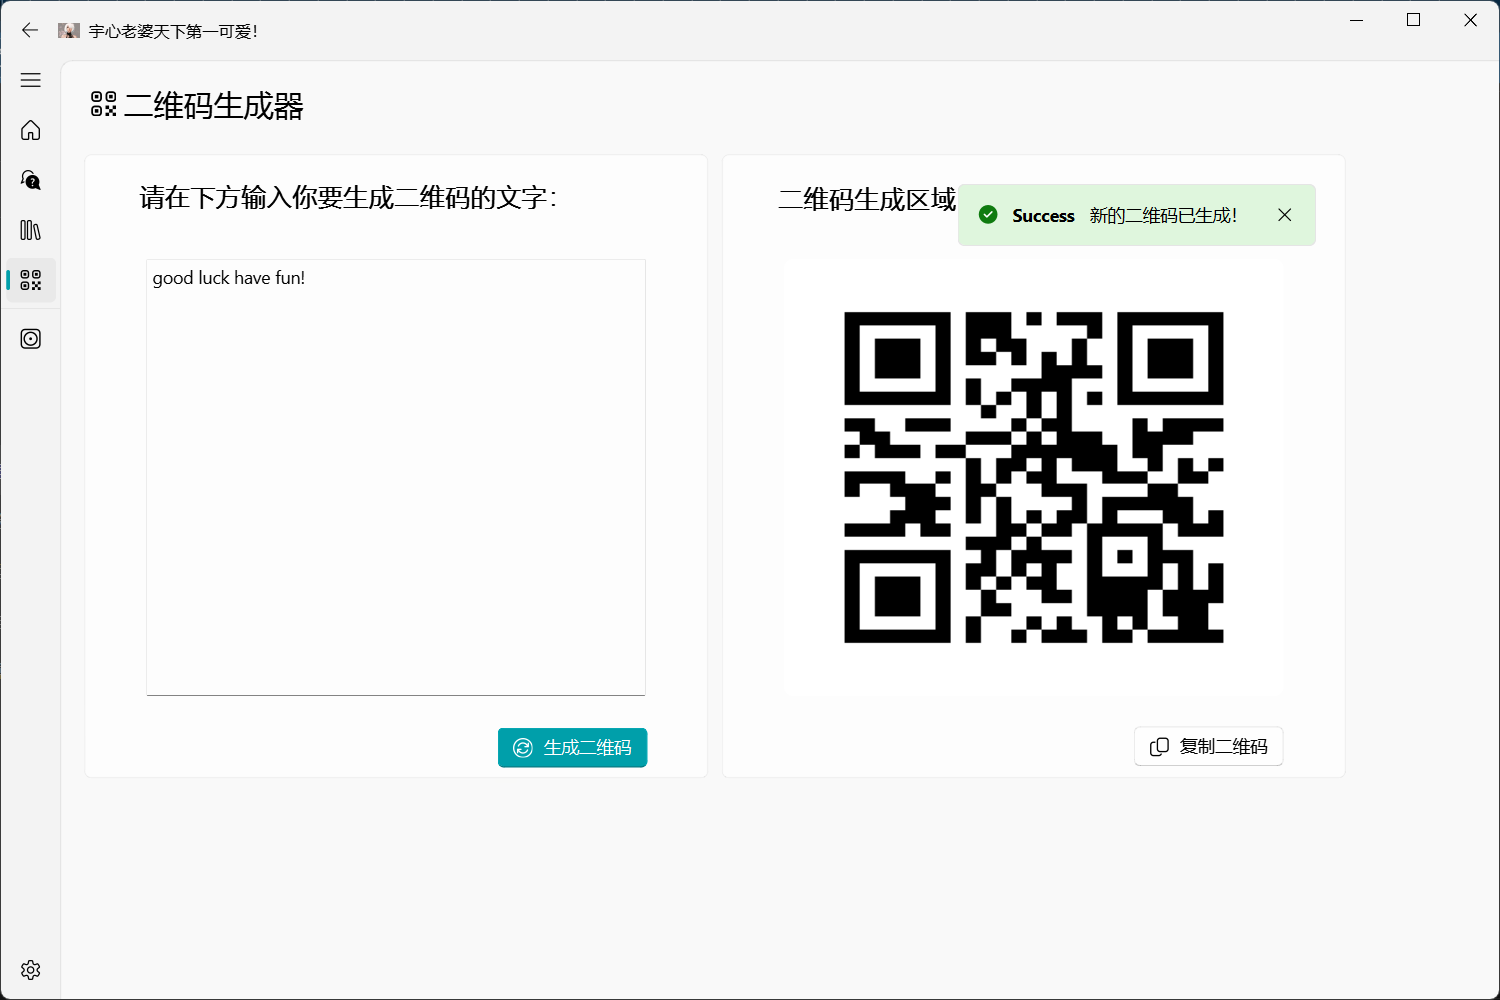 宇心老婆天下第一可爱！
二维码生成器
请在下方输入你要生成二维码的文字：
good luck have fun!
生成二维码
二维码生成区域
Success 新的二维码已生成！
复制二维码